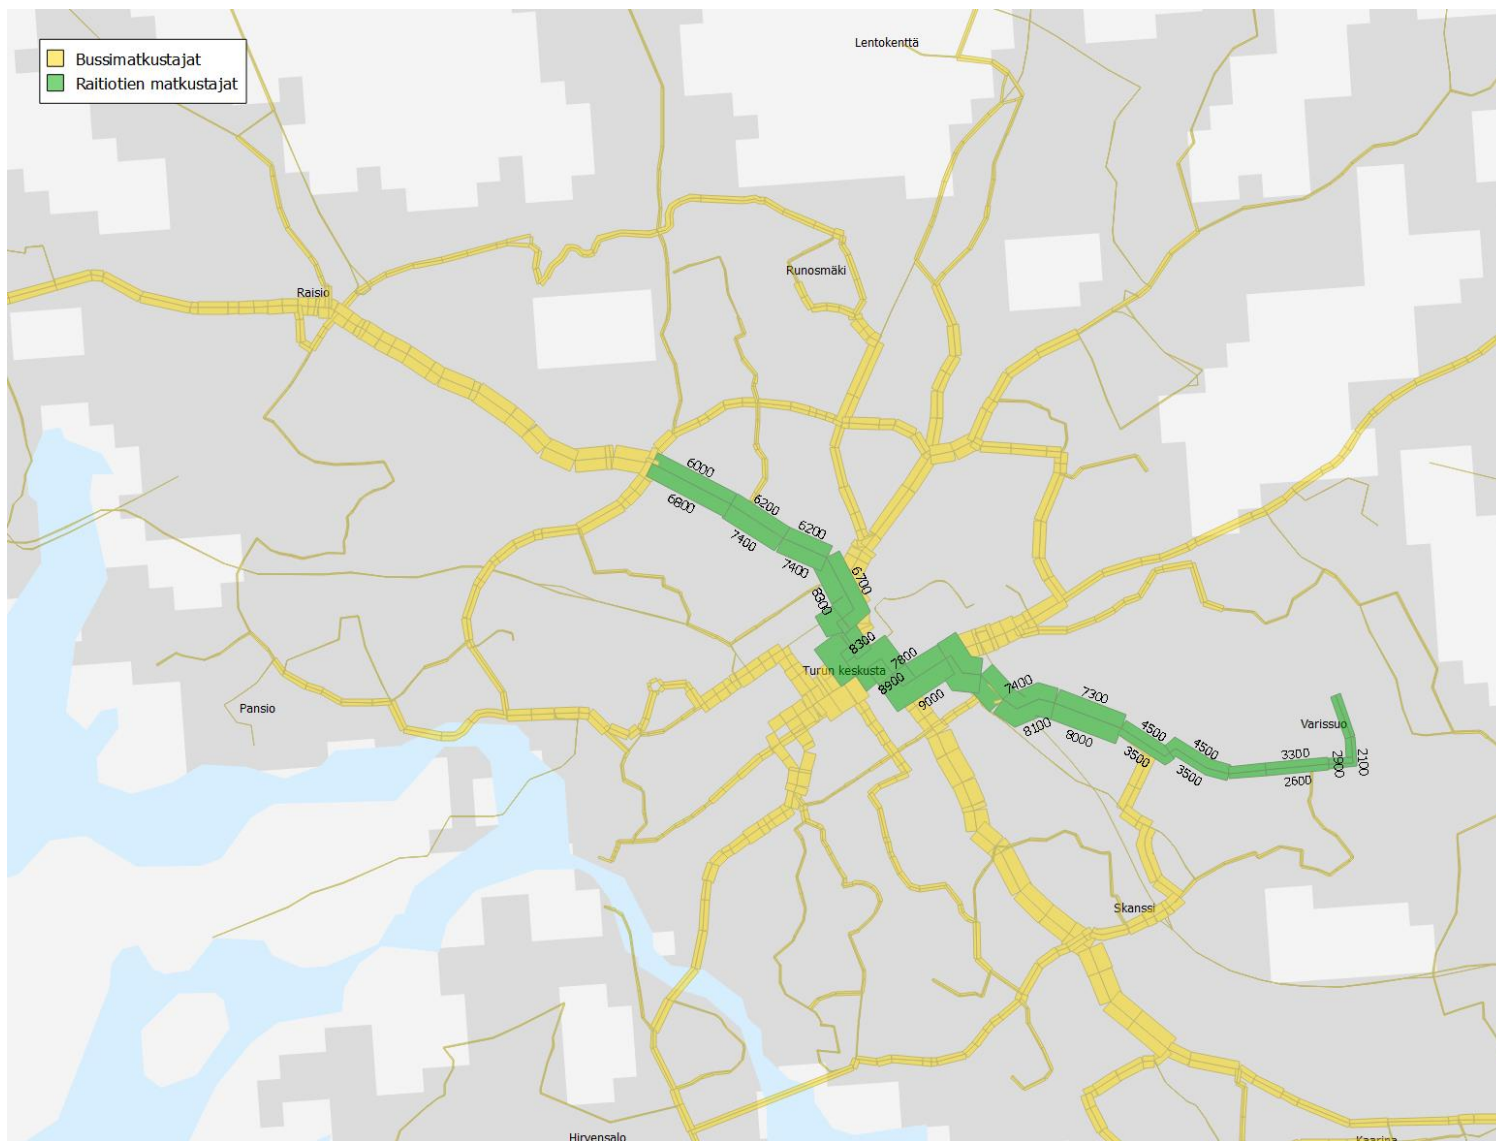 Lentokenttä
Bussimatkustajat
Raitiotien matkustajat
Runosmäki
Raisio
6000
6800
6200
7400
6200
7400
6700
8300
8300
7800
Turun keskusta
8900
9000
7400
7300
8100
8000
4500
3500
4500
3500
Varissuo
3300
2600
2900
2100
Pansio
Skanssi
Hirvensalo
Kaarina